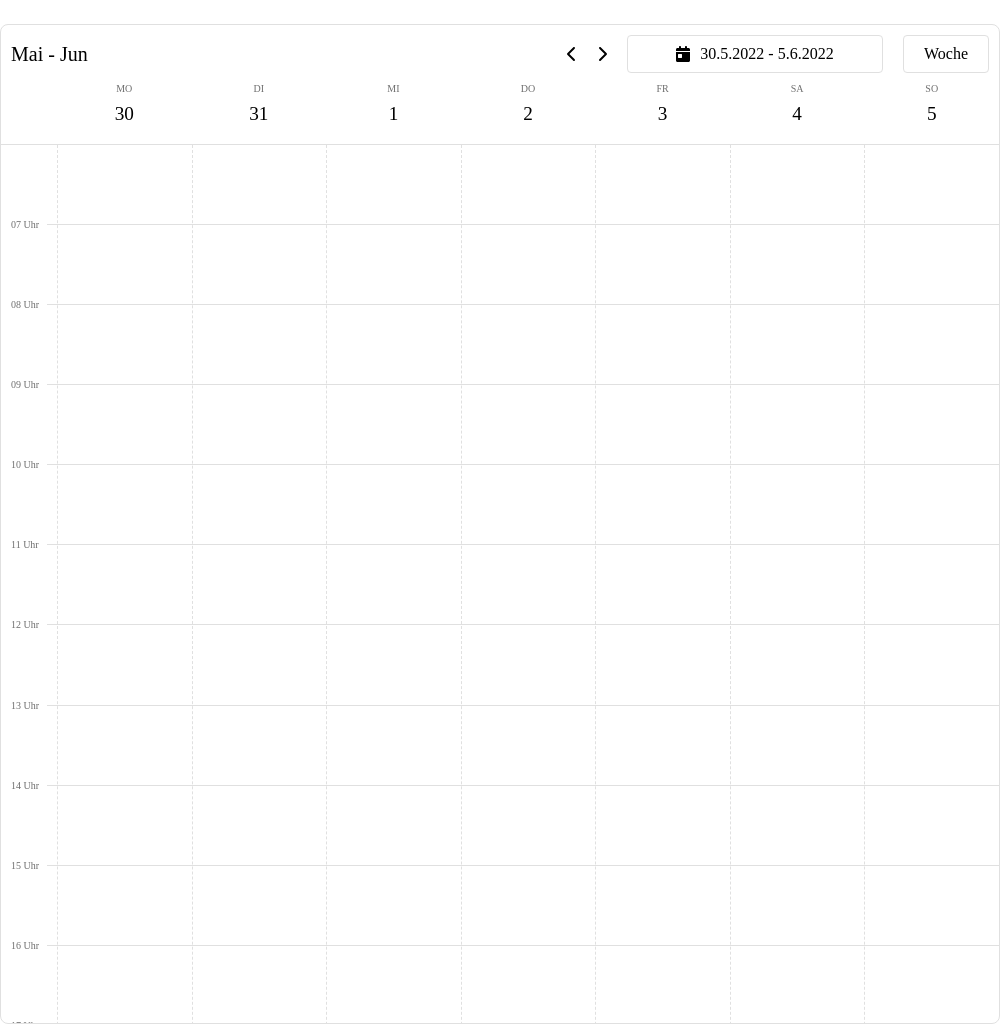 Mai - Jun
30.5.2022 - 5.6.2022
Woche
MO
DI
MI
DO
FR
SA
SO
30
31
1
2
3
4
5
07 Uhr
08 Uhr
09 Uhr
10 Uhr
11 Uhr
12 Uhr
13 Uhr
14 Uhr
15 Uhr
16 Uhr